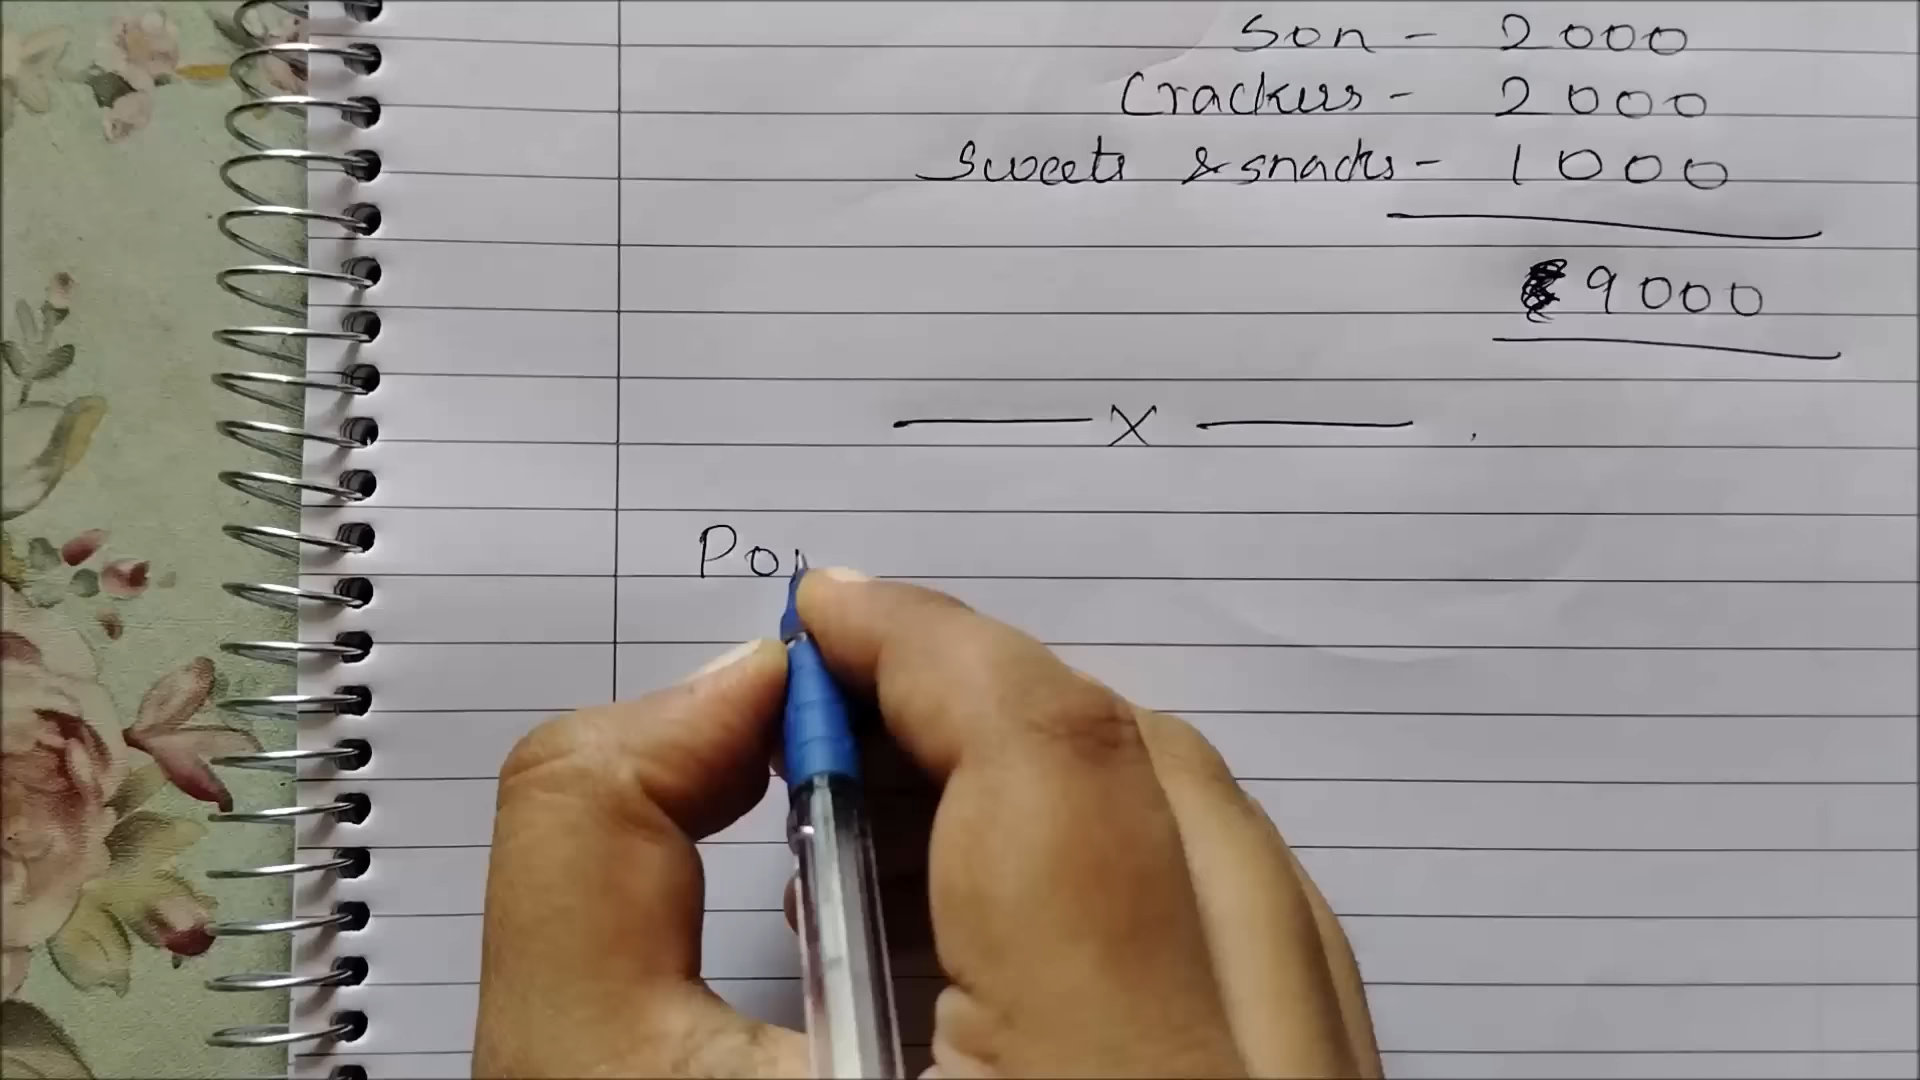 Son - 2000
Crackers - 2000
Sweets & snacks - 1000
9000
x
Po